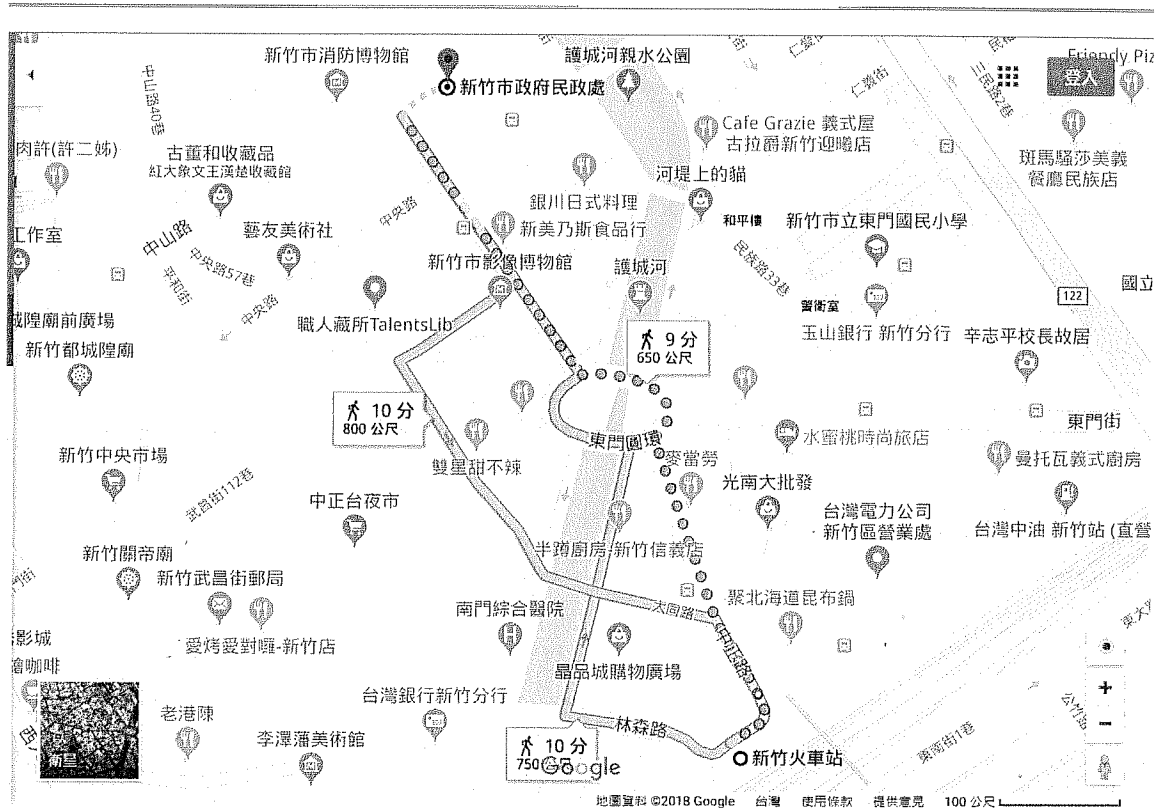 新竹市消防博物館
護城河親水公園
仁愛街
Friendly Piz
登入
三民路2巷
仁愛街
中山路40巷
新竹市政府民政處
Cafe Grazie 義式屋
古拉爵新竹迎曦店
肉許(許二姊)
古董和收藏品
紅大象文王漢楚收藏館
斑馬騷莎美義
餐廳民族店
銀川日式料理
河堤上的貓
中央路
和平樓
新竹市立東門國民小學
工作室
中山路
藝友美術社
新美乃斯食品行
中央路57巷
平和街
新竹市影像博物館
護城河
民族路33巷
國立
122
中央路
職人藏所TalentsLib
警衛室
玉山銀行 新竹分行
辛志平校長故居
城隍廟前廣場
新竹都城隍廟
9 分
650 公尺
10 分
800 公尺
東門圓環
水蜜桃時尚旅店
東門街
新竹中央市場
雙星甜不辣
麥當勞
曼托瓦義式廚房
武昌街112巷
中正台夜市
光南大批發
台灣電力公司
新竹區營業處
台灣中油 新竹站 (直營
半蹲廚房-新竹信義店
新竹關帝廟
新竹武昌街郵局
南門綜合醫院
大同路
聚北海道昆布鍋
愛烤愛對囉-新竹店
中正路
晶品城購物廣場
影城
咖啡
台灣銀行新竹分行
老港陳
林森路
李澤藩美術館
10 分
750 公尺
Google
新竹火車站
東南街1巷
衛星
地圖資料 ©2018 Google 台灣 使用條款 提供意見 100 公尺